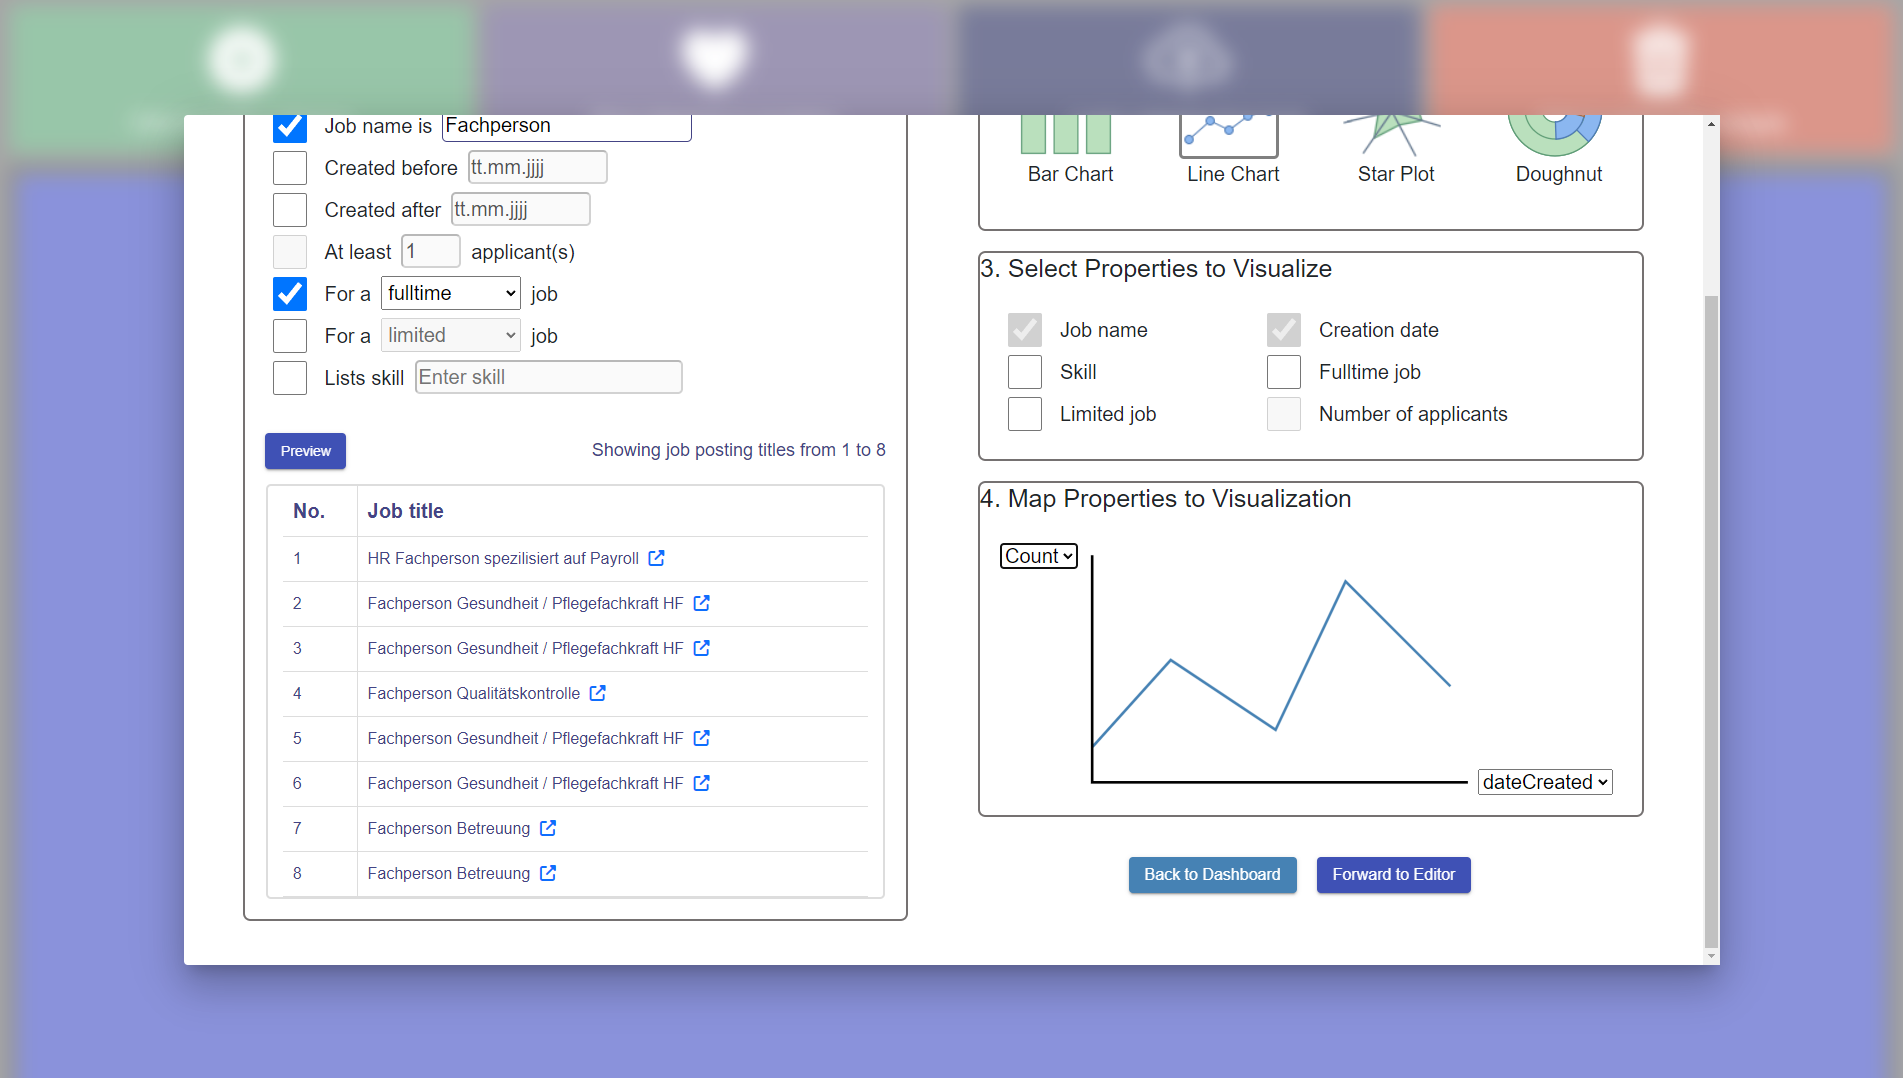 Job name is Fachperson
Created before tt.mm.jjjj
Created after tt.mm.jjjj
At least 1 applicant(s)
For a fulltime job
For a limited job
Lists skill Enter skill
Preview
Showing job posting titles from 1 to 8
No. Job title
1 HR Fachperson spezilisiert auf Payroll
2 Fachperson Gesundheit / Pflegefachkraft HF
3 Fachperson Gesundheit / Pflegefachkraft HF
4 Fachperson Qualitätskontrolle
5 Fachperson Gesundheit / Pflegefachkraft HF
6 Fachperson Gesundheit / Pflegefachkraft HF
7 Fachperson Betreuung
8 Fachperson Betreuung
Bar Chart Line Chart Star Plot Doughnut
3. Select Properties to Visualize
Job name Creation date
Skill Fulltime job
Limited job Number of applicants
4. Map Properties to Visualization
Count
dateCreated
Back to Dashboard Forward to Editor